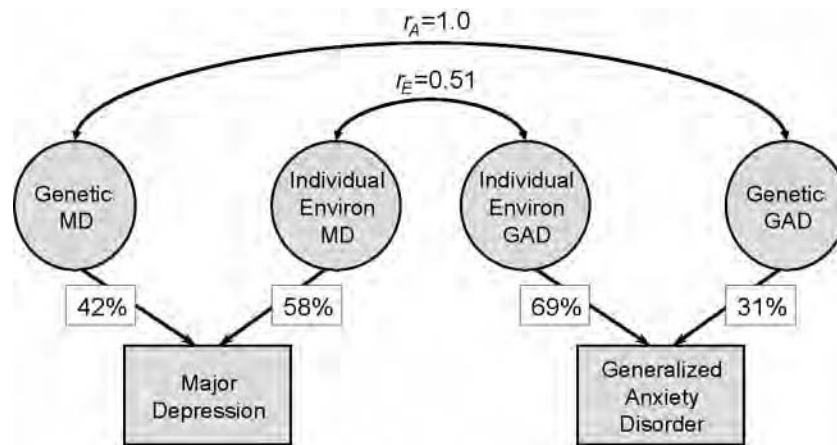 r_A=1.0
r_E=0.51
Genetic
MD
Individual
Environ
MD
Individual
Environ
GAD
Genetic
GAD
42%
58%
69%
31%
Major
Depression
Generalized
Anxiety
Disorder